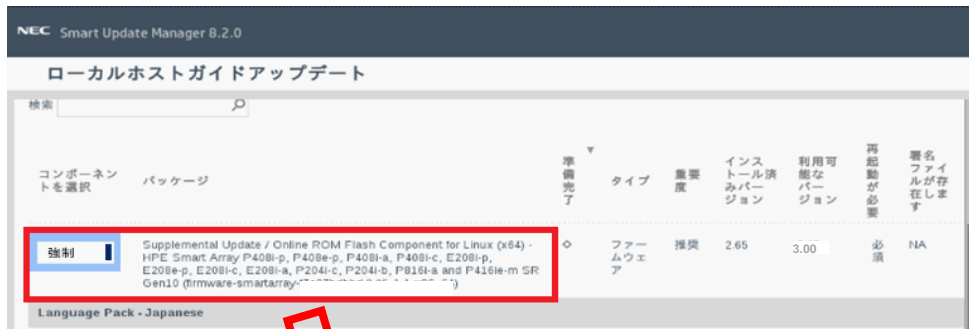 NEC Smart Update Manager 8.2.0
ローカルホストガイドアップデート
検索
コンポーネン
トを選択
パッケージ
準備完了
タイプ
重要
度
インス
トール済
みバー
ジョン
利用可
能な
バー
ジョン
再起動が必要
署名
ファイ
ルが存
在しま
す
強制
Supplemental Update / Online ROM Flash Component for Linux (x64) -
HPE Smart Array P408i-p, P408e-p, P408i-a, P408i-c, E208i-p,
E208e-p, E208i-c, E208i-a, P204i-c, P204i-b, P816i-a and P416ie-m SR
Gen10 (firmware-smartarray-
ファー
ムウェ
ア
推奨
2.65
3.00
必
須
NA
Language Pack - Japanese